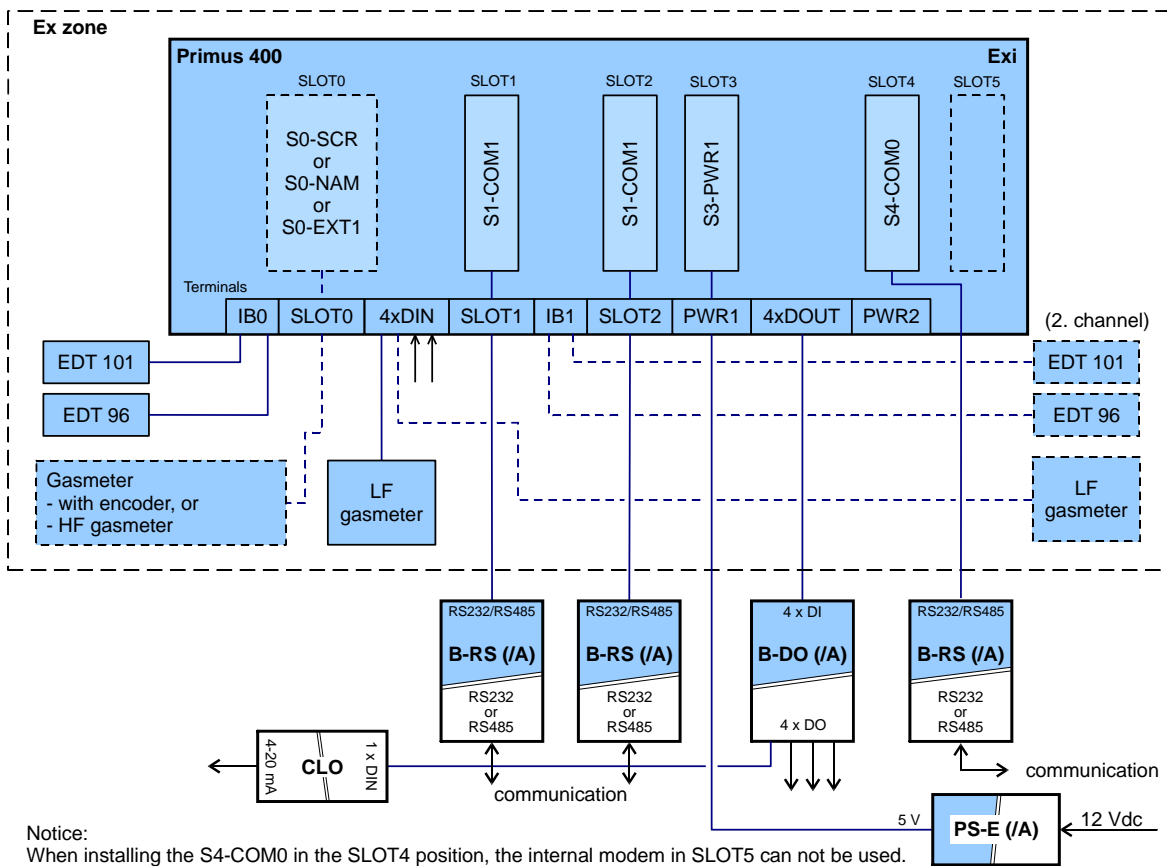 Ex zone
Primus 400
Exi
SLOT0
SLOT1
SLOT2
SLOT3
SLOT4
SLOT5
S0-SCR
or
S0-NAM
or
S0-EXT1
S1-COM1
S1-COM1
S3-PWR1
S4-COM0
Terminals
IB0
SLOT0
4xDIN
SLOT1
IB1
SLOT2
PWR1
4xDOUT
PWR2
(2. channel)
EDT 101
EDT 96
EDT 101
EDT 96
Gasmeter
- with encoder, or
- HF gasmeter
LF
gasmeter
LF
gasmeter
RS232/RS485
B-RS (/A)
RS232
or
RS485
RS232/RS485
B-RS (/A)
RS232
or
RS485
4 x DI
B-DO (/A)
4 x DO
RS232/RS485
B-RS (/A)
RS232
or
RS485
4-20 mA
CLO
1 x DIN
communication
communication
5 V
PS-E (/A)
12 Vdc
Notice:
When installing the S4-COM0 in the SLOT4 position, the internal modem in SLOT5 can not be used.